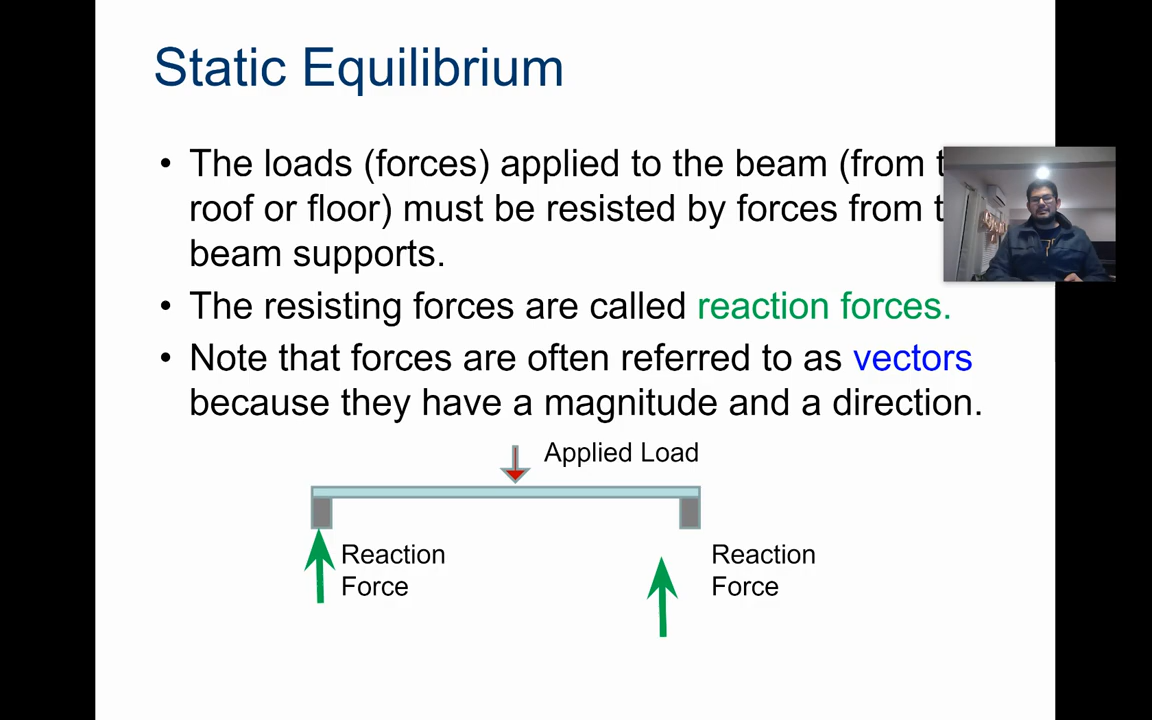 Static Equilibrium
• The loads (forces) applied to the beam (from
roof or floor) must be resisted by forces from
beam supports.
• The resisting forces are called reaction forces.
• Note that forces are often referred to as vectors
because they have a magnitude and a direction.
Applied Load
Reaction
Force
Reaction
Force